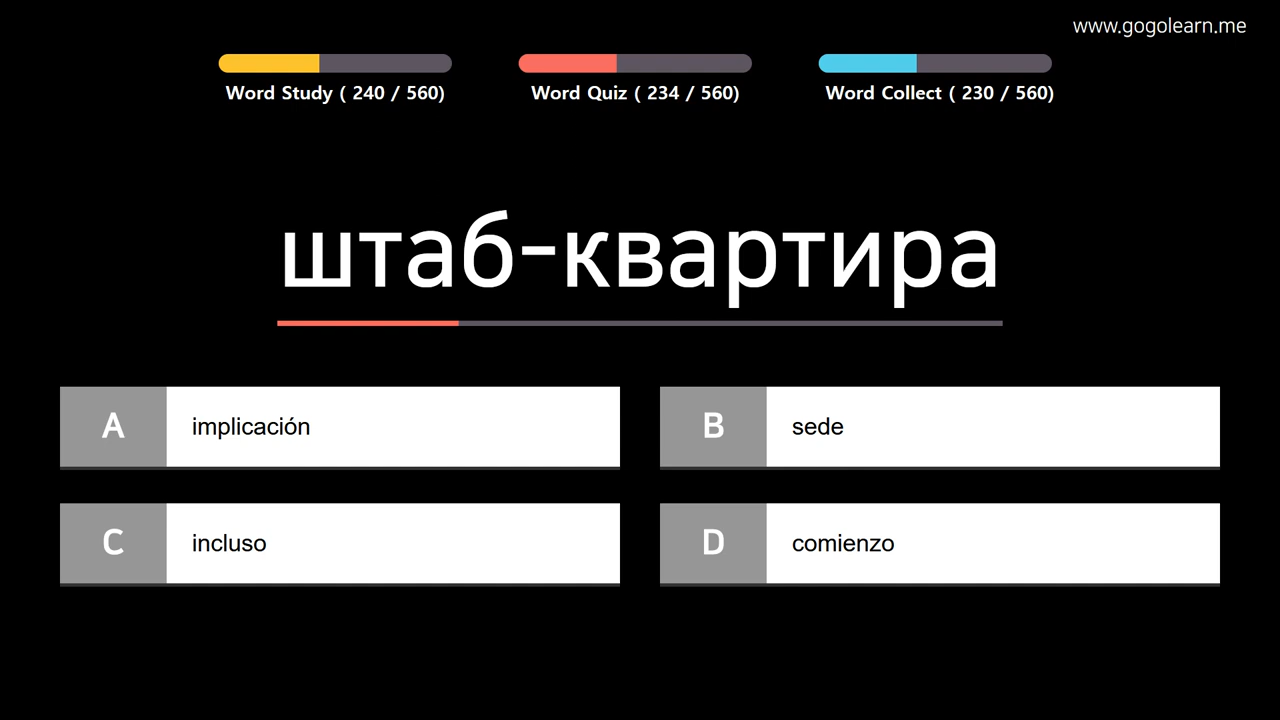 www.gogolearn.me
Word Study ( 240 / 560)
Word Quiz ( 234 / 560)
Word Collect ( 230 / 560)
штаб-квартира
A
implicación
B
sede
C
incluso
D
comienzo